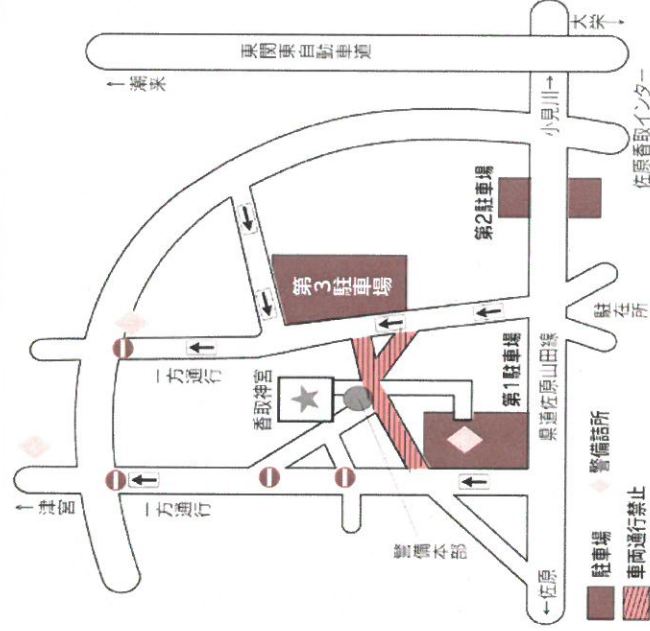 東関東自動車道
↑潮来
大栄→
小見川→
佐原香取インター
第2駐車場
第3駐車場
駐在所
一方通行
香取神宮
第1駐車場
県道佐原山田線
↑津宮
一方通行
警備本部
←佐原
警備詰所
駐車場
車両通行禁止